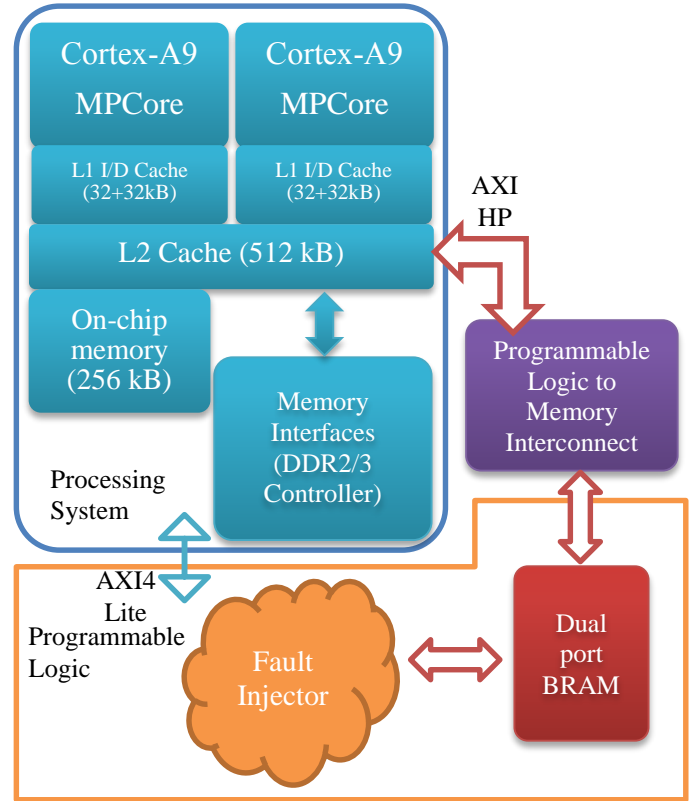 Cortex-A9
MPCore
Cortex-A9
MPCore
L1 I/D Cache
(32+32kB)
L1 I/D Cache
(32+32kB)
AXI
HP
L2 Cache (512 kB)
On-chip
memory
(256 kB)
Memory
Interfaces
(DDR2/3
Controller)
Programmable
Logic to
Memory
Interconnect
Processing
System
AXI4
Lite
Programmable
Logic
Fault
Injector
Dual
port
BRAM